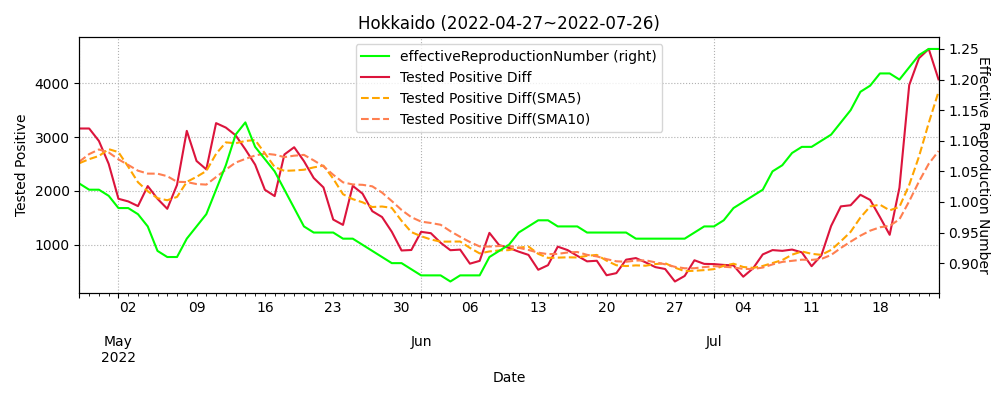 Hokkaido (2022-04-27~2022-07-26)
effectiveReproductionNumber (right)
Tested Positive Diff
Tested Positive Diff(SMA5)
Tested Positive Diff(SMA10)
Tested Positive
4000
3000
2000
1000
1.25
1.20
1.15
1.10
1.05
1.00
0.95
0.90
Effective Reproduction Number
02 09 16 23 30 06 13 20 27 04 11 18
May Jun Jul
2022
Date